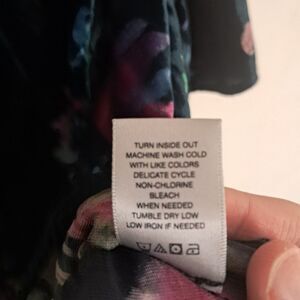 TURN INSIDE OUT
MACHINE WASH COLD
WITH LIKE COLORS
DELICATE CYCLE
NON-CHLORINE
BLEACH
WHEN NEEDED
TUMBLE DRY LOW
LOW IRON IF NEEDED